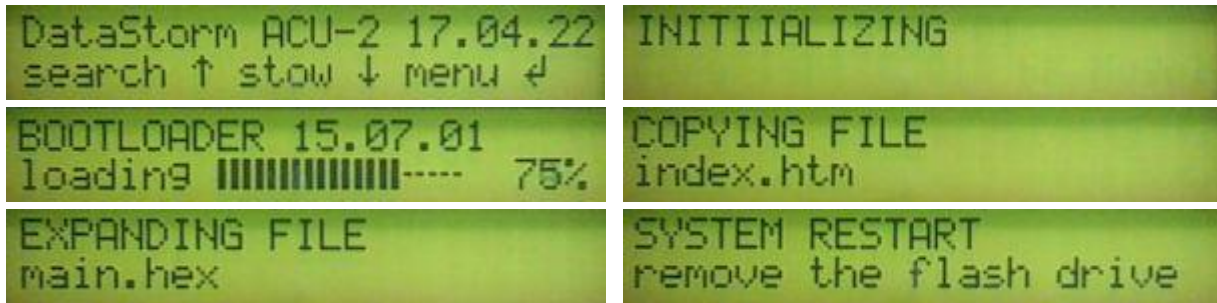 DataStorm ACU-2 17.04.22
search ↑ stow ↓ menu ↲
INITIIALIZING
BOOTLOADER 15.07.01
loading ||||||||||||||----- 75%
COPYING FILE
index.htm
EXPANDING FILE
main.hex
SYSTEM RESTART
remove the flash drive